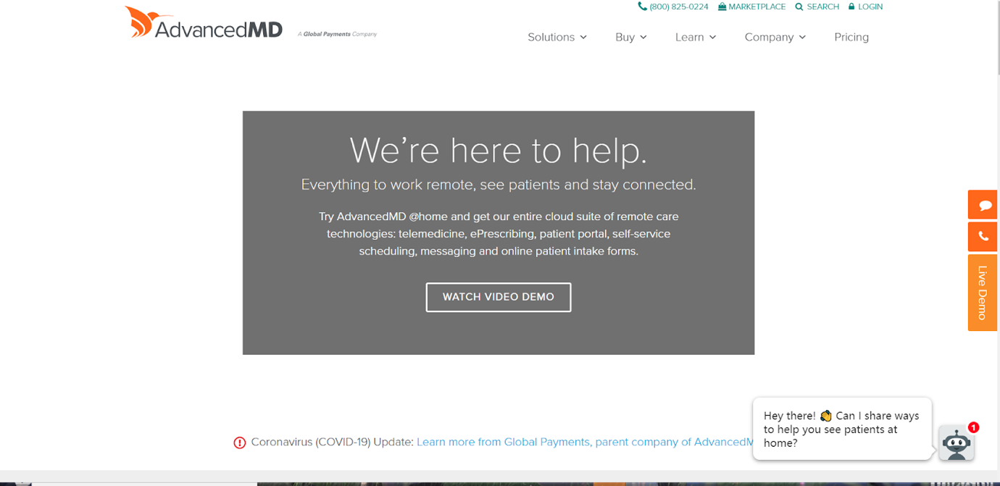 (800) 825-0224 MARKETPLACE SEARCH LOGIN
AdvancedMD A Global Payments Company
Solutions Buy Learn Company Pricing
We're here to help.
Everything to work remote, see patients and stay connected.
Try AdvancedMD @home and get our entire cloud suite of remote care
technologies: telemedicine, ePrescribing, patient portal, self-service
scheduling, messaging and online patient intake forms.
WATCH VIDEO DEMO
Live Demo
Hey there! 👏 Can I share ways
to help you see patients at
home?
1
Coronavirus (COVID-19) Update: Learn more from Global Payments, parent company of AdvancedM